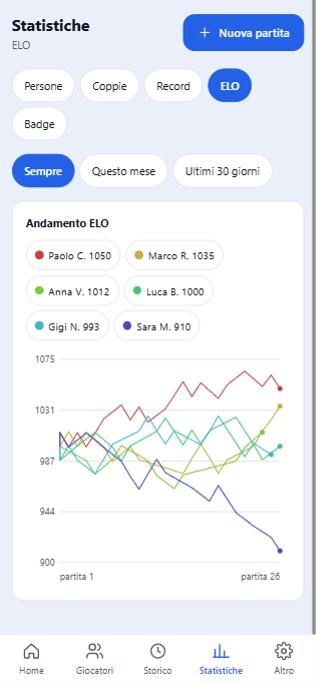 Statistiche
ELO
+ Nuova partita
Persone
Coppie
Record
ELO
Badge
Sempre
Questo mese
Ultimi 30 giorni
Andamento ELO
Paolo C. 1050
Marco R. 1035
Anna V. 1012
Luca B. 1000
Gigi N. 993
Sara M. 910
1075
1031
987
944
900
partita 1
partita 26
Home
Giocatori
Storico
Statistiche
Altro